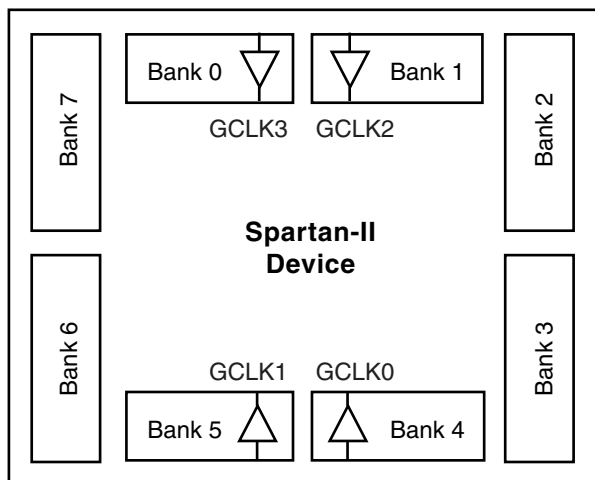 Bank 0
Bank 1
GCLK3
GCLK2
Bank 7
Bank 2
Spartan-II
Device
Bank 6
Bank 3
GCLK1
GCLK0
Bank 5
Bank 4